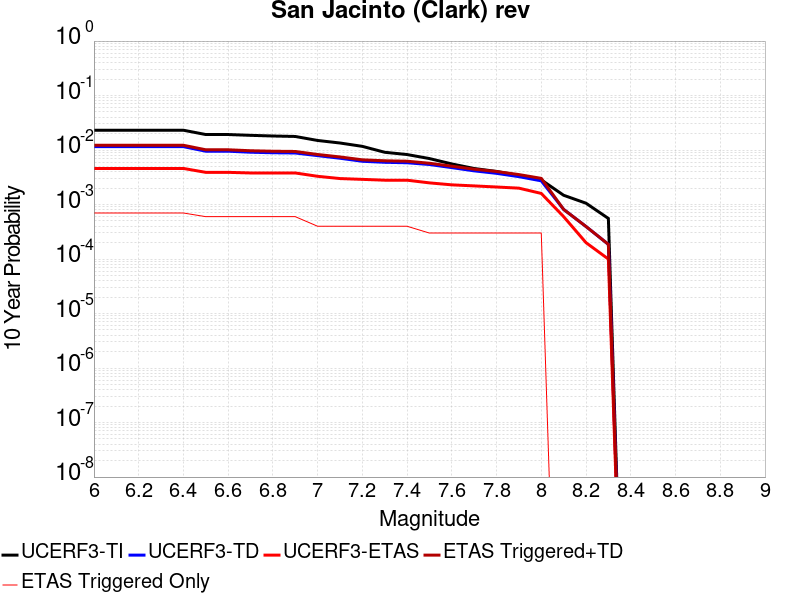 San Jacinto (Clark) rev
10 0
10 -1
10 -2
10 -3
10 -4
10 -5
10 -6
10 -7
10 -8
10 Year Probability
6 6.2 6.4 6.6 6.8 7 7.2 7.4 7.6 7.8 8 8.2 8.4 8.6 8.8 9
Magnitude
UCERF3-TI UCERF3-TD UCERF3-ETAS ETAS Triggered+TD
ETAS Triggered Only